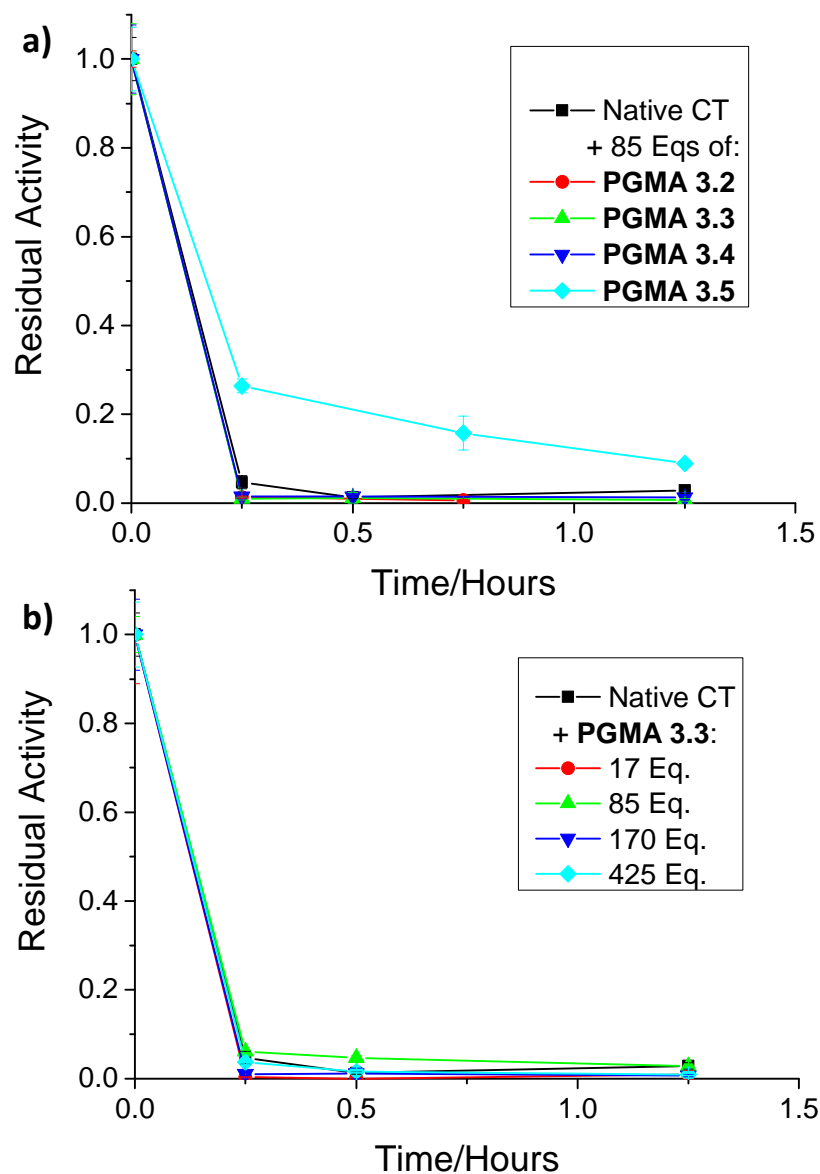 a)
1.0
0.8
0.6
0.4
0.2
0.0
Residual Activity
Native CT
+ 85 Eqs of:
PGMA 3.2
PGMA 3.3
PGMA 3.4
PGMA 3.5
0.0 0.5 1.0 1.5
Time/Hours
b)
1.0
0.8
0.6
0.4
0.2
0.0
Residual Activity
Native CT
+ PGMA 3.3:
17 Eq.
85 Eq.
170 Eq.
425 Eq.
0.0 0.5 1.0 1.5
Time/Hours